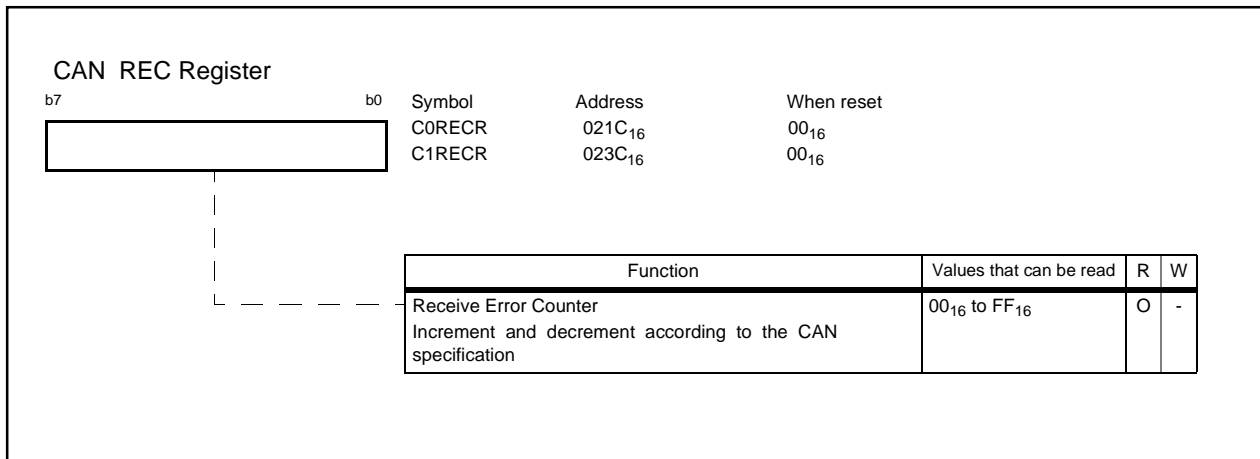 CAN REC Register
b7 b0 Symbol Address When reset
C0RECR 021C16 0016
C1RECR 023C16 0016
Function Values that can be read R W
Receive Error Counter 0016 to FF16 O -
Increment and decrement according to the CAN
specification